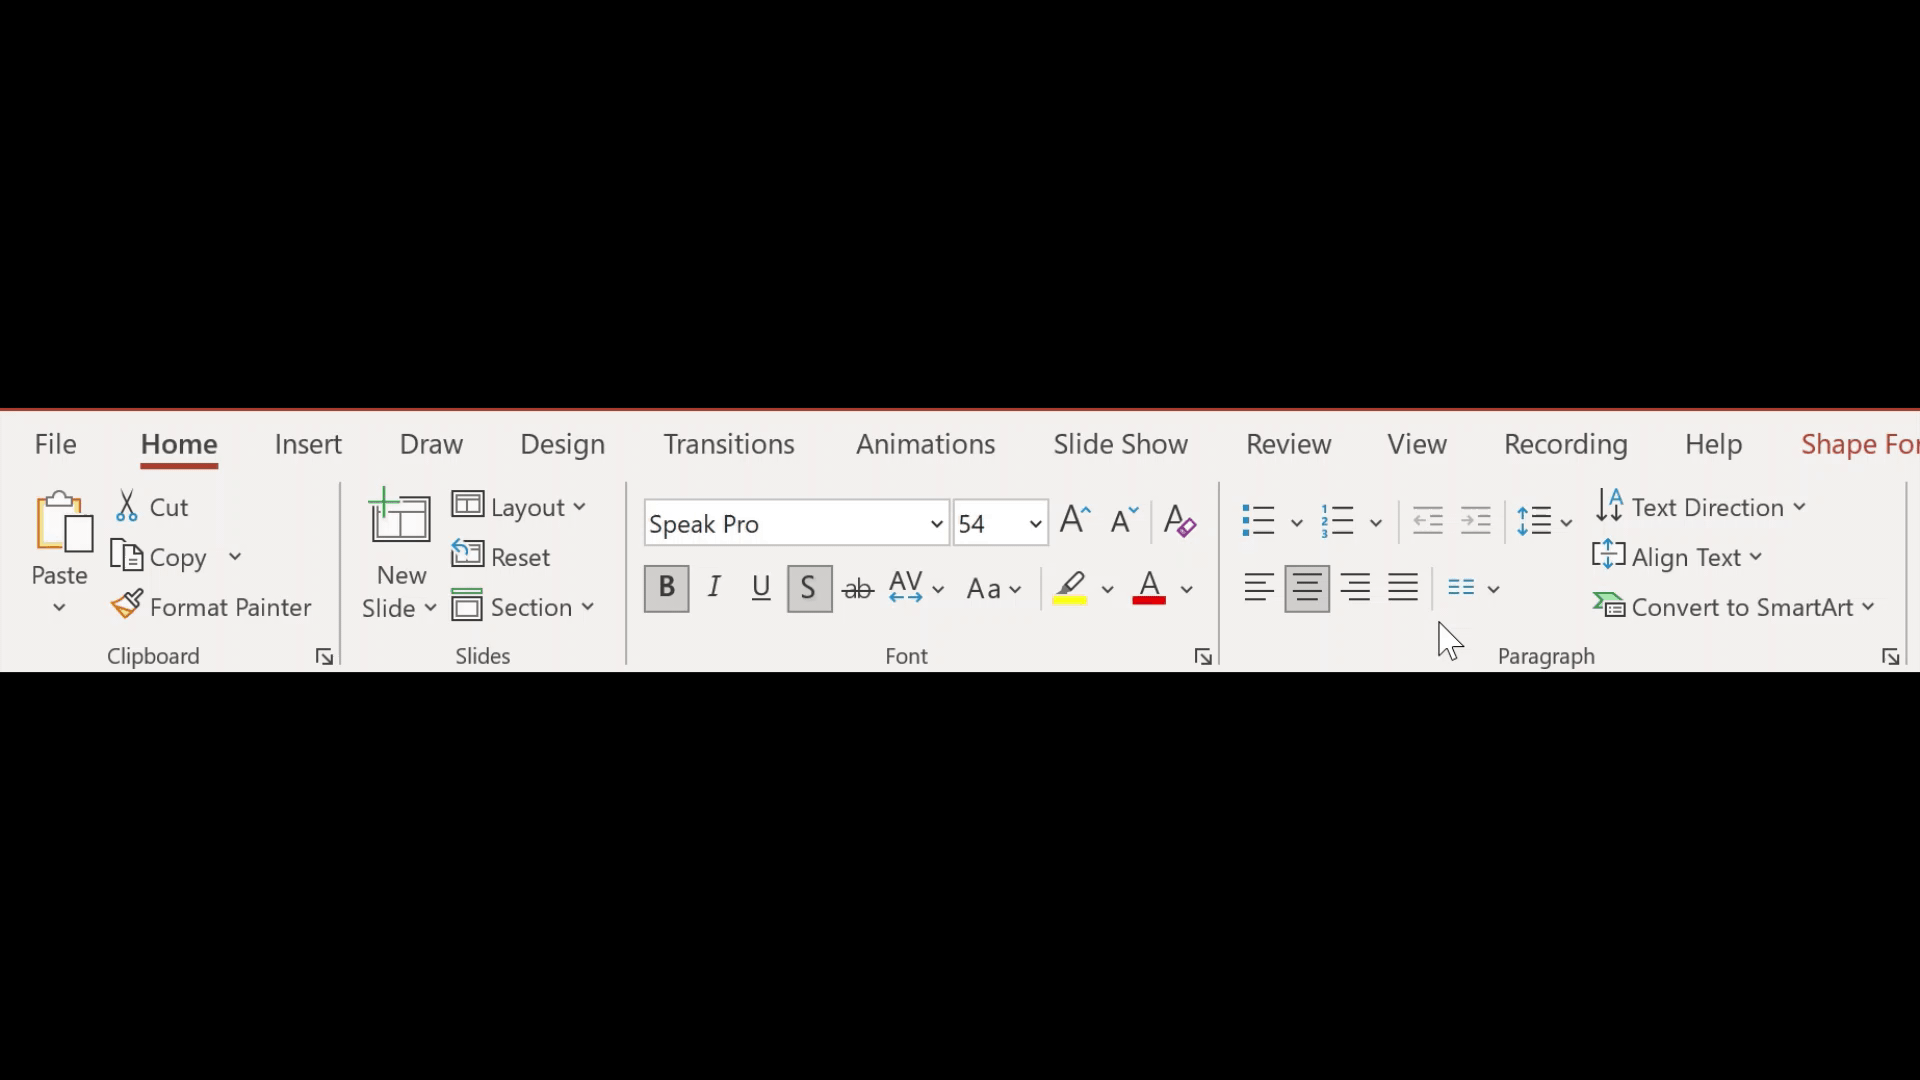 File Home Insert Draw Design Transitions Animations Slide Show Review View Recording Help Shape For
Cut
Copy
Format Painter
Paste
Clipboard
New
Slide
Layout
Reset
Section
Slides
Speak Pro 54
B I U S ab AV Aa A
Font
Text Direction
Align Text
Convert to SmartArt
Paragraph